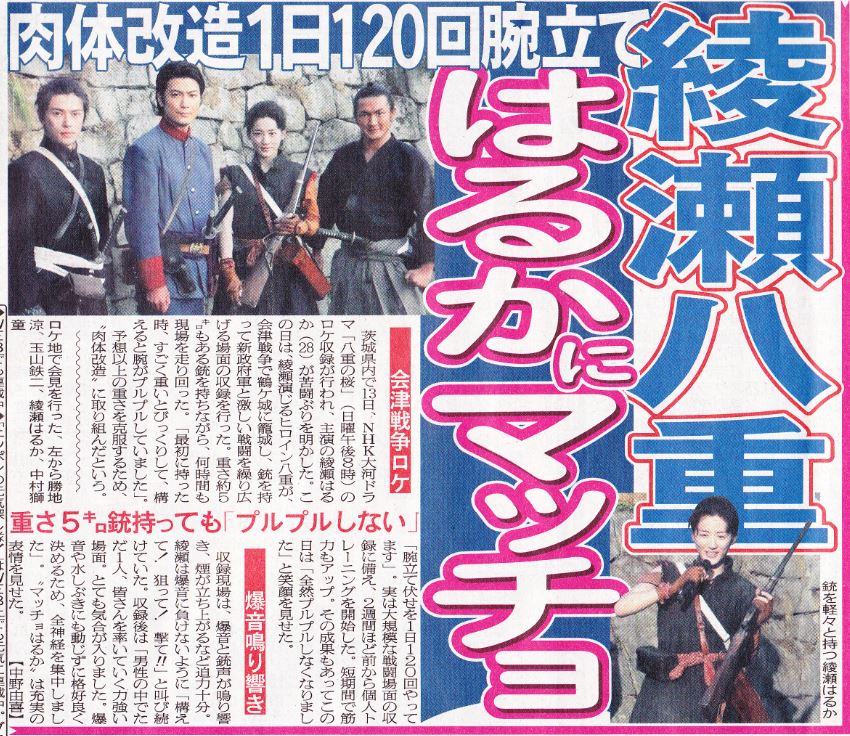 肉体改造1日120回腕立て
綾瀬八重
はるかにマッチョ
会津戦争ロケ
茨城県内で13日、NHK大河ドラ
マ「八重の桜」(日曜午後8時)の
ロケ収録が行われ、主演の綾瀬はる
か(28)が苦闘ぶりを明かした。こ
の日は、綾瀬演じるヒロイン八重が、
会津戦争で鶴ケ城に籠城し、銃を持
って新政府軍と激しい戦闘を繰り広
げる場面の収録を行った。重さ約5
㌔もある銃を持ちながら、何時間も
現場を走り回った。「最初に持った
時、すごく重いとびっくりして、構
えると腕がプルプルしていました」。
予想以上の重さを克服するため、
〝肉体改造〟に取り組んだという。
ロケ地で会見を行った、左から勝地
涼、玉山鉄二、綾瀬はるか、中村獅
童
重さ5㌔銃持っても「プルプルしない」
「腕立て伏せを1日120回やって
ます」。実は大規模な戦闘場面の収
録に備え、2週間ほど前から個人ト
レーニングを開始した。短期間で筋
力もアップ。その成果もあってこの
日は「全然プルプルしなくなりまし
た」と笑顔を見せた。
爆音鳴り響き
収録現場は、爆音と銃声が鳴り響
き、煙が立ち上がるなど迫力十分。
綾瀬は爆音に負けないように「構え
て!狙って!撃て!!」と叫び続
けていた。収録後は「男性の中でた
だ1人、皆さんを率いていく力強い
場面。とても気合が入りました。爆
音や水しぶきにも動じずに格好良く
決めるため、全神経を集中しまし
た」。〝マッチョはるか〟は充実の
表情を見せた。【中野由喜】
銃を軽々と持つ綾瀬はるか